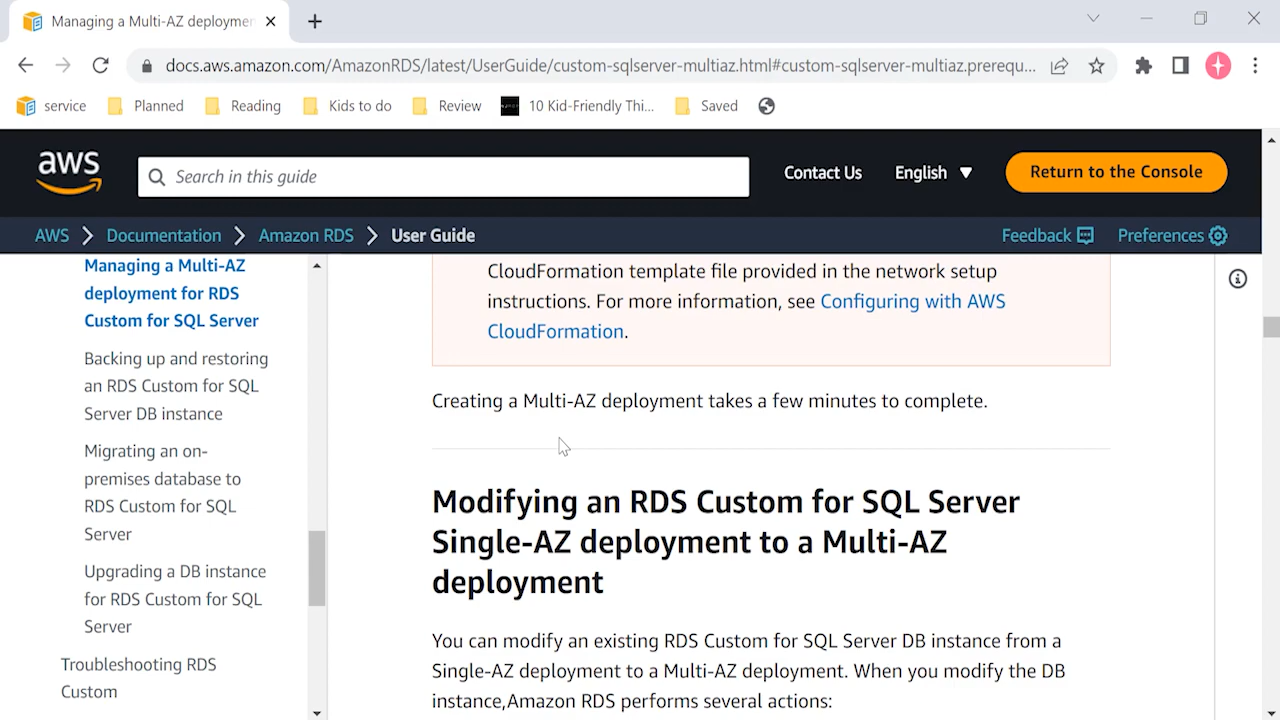 Managing a Multi-AZ deploymen
docs.aws.amazon.com/AmazonRDS/latest/UserGuide/custom-sqlserver-multiaz.html#custom-sqlserver-multiaz.prerequ...
service Planned Reading Kids to do Review 10 Kid-Friendly Thi... Saved
aws Search in this guide Contact Us English Return to the Console
AWS Documentation Amazon RDS User Guide Feedback Preferences
Managing a Multi-AZ
deployment for RDS
Custom for SQL Server
Backing up and restoring
an RDS Custom for SQL
Server DB instance
Migrating an on-
premises database to
RDS Custom for SQL
Server
Upgrading a DB instance
for RDS Custom for SQL
Server
Troubleshooting RDS
Custom
CloudFormation template file provided in the network setup
instructions. For more information, see Configuring with AWS
CloudFormation.
Creating a Multi-AZ deployment takes a few minutes to complete.
Modifying an RDS Custom for SQL Server
Single-AZ deployment to a Multi-AZ
deployment
You can modify an existing RDS Custom for SQL Server DB instance from a
Single-AZ deployment to a Multi-AZ deployment. When you modify the DB
instance,Amazon RDS performs several actions: